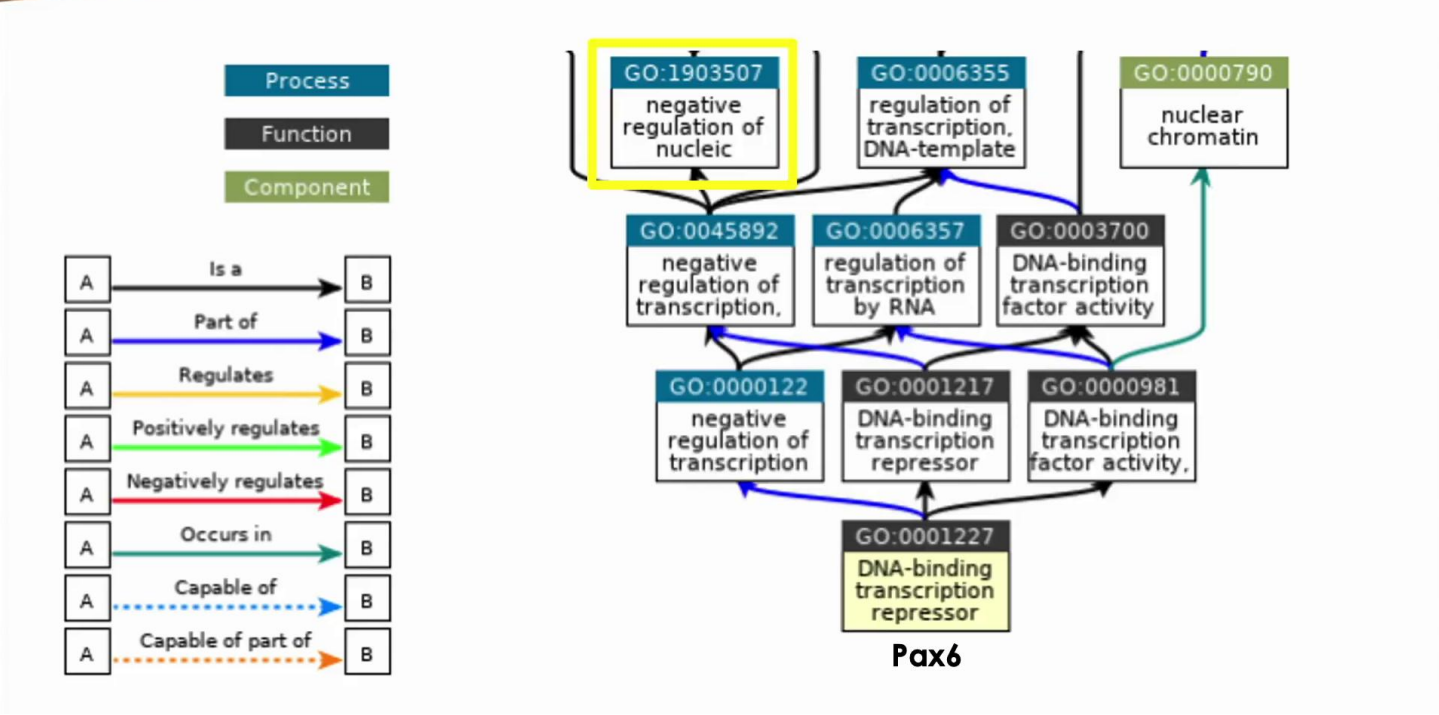 Process
Function
Component
A Is a B
A Part of B
A Regulates B
A Positively regulates B
A Negatively regulates B
A Occurs in B
A Capable of B
A Capable of part of B
GO:1903507
negative
regulation of
nucleic
GO:0006355
regulation of
transcription,
DNA-template
GO:0000790
nuclear
chromatin
GO:0045892
negative
regulation of
transcription,
GO:0006357
regulation of
transcription
by RNA
GO:0003700
DNA-binding
transcription
factor activity
GO:0000122
negative
regulation of
transcription
GO:0001217
DNA-binding
transcription
repressor
GO:0000981
DNA-binding
transcription
factor activity,
GO:0001227
DNA-binding
transcription
repressor
Pax6